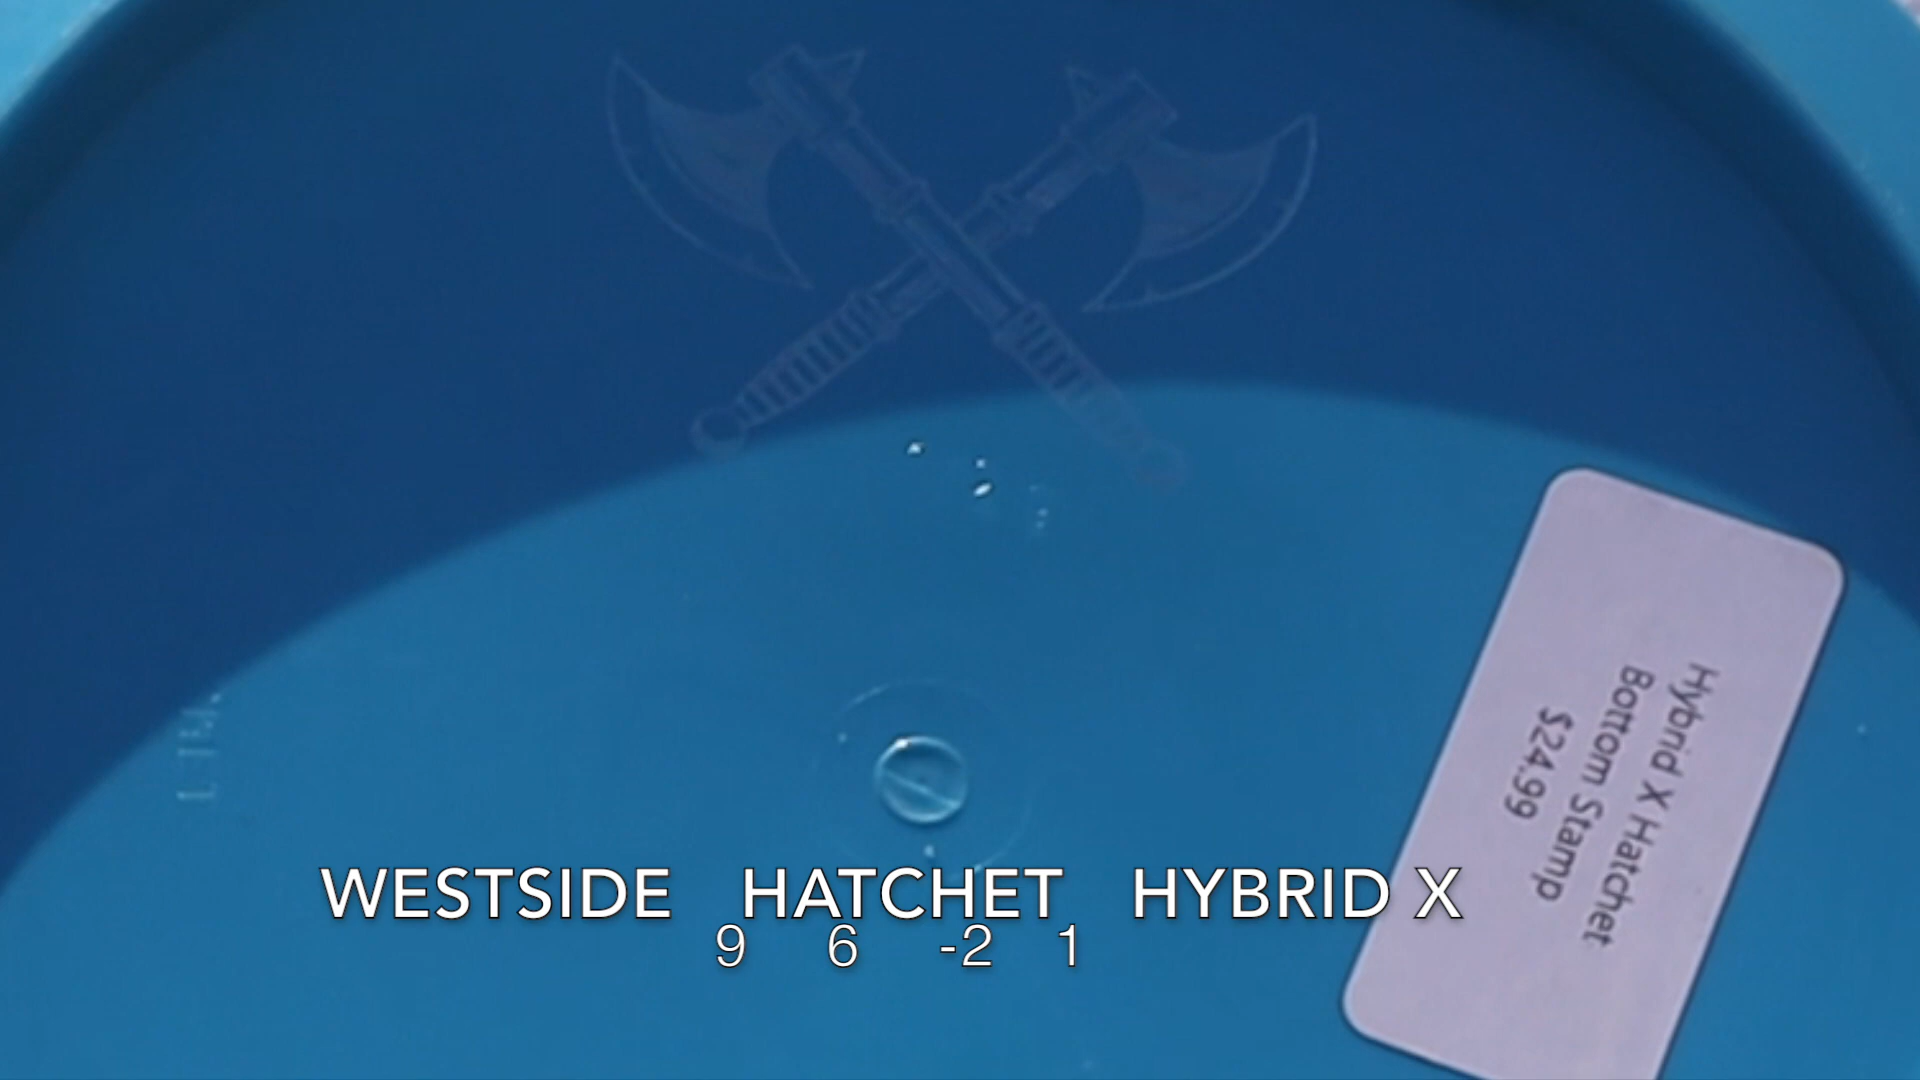 WESTSIDE HATCHET HYBRID X
9 6 -2 1
Hybrid X Hatchet
Bottom Stamp
$24.99